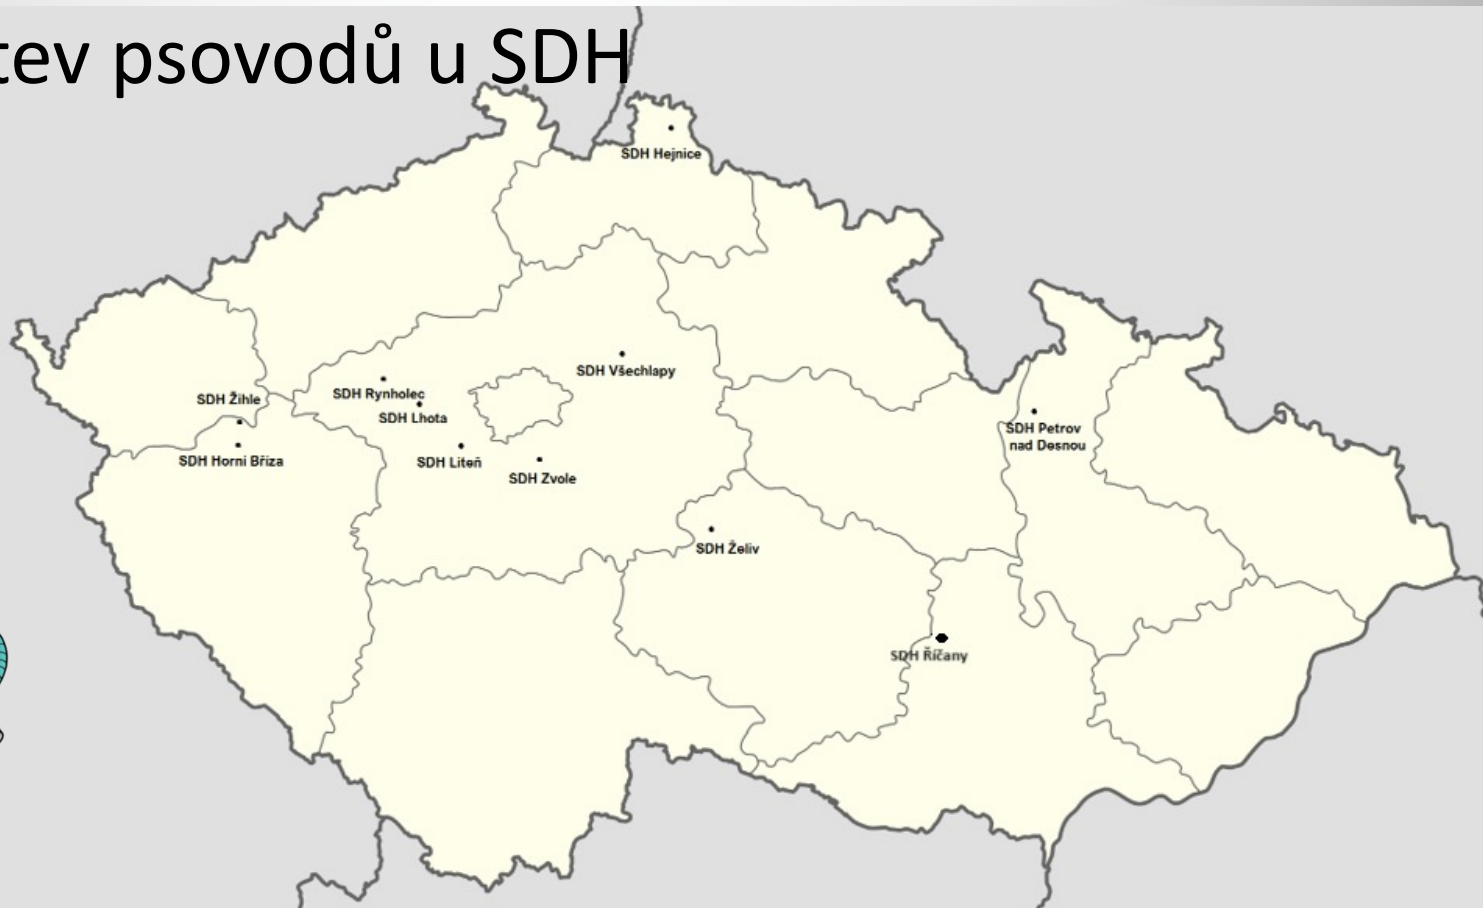 tev psovodů u SDH
SDH Hejnice
SDH Všechlapy
SDH Rynholec
SDH Žihle
SDH Lhota
SDH Petrov
nad Desnou
SDH Horní Bříza
SDH Liteň
SDH Zvole
SDH Želiv
SDH Říčany